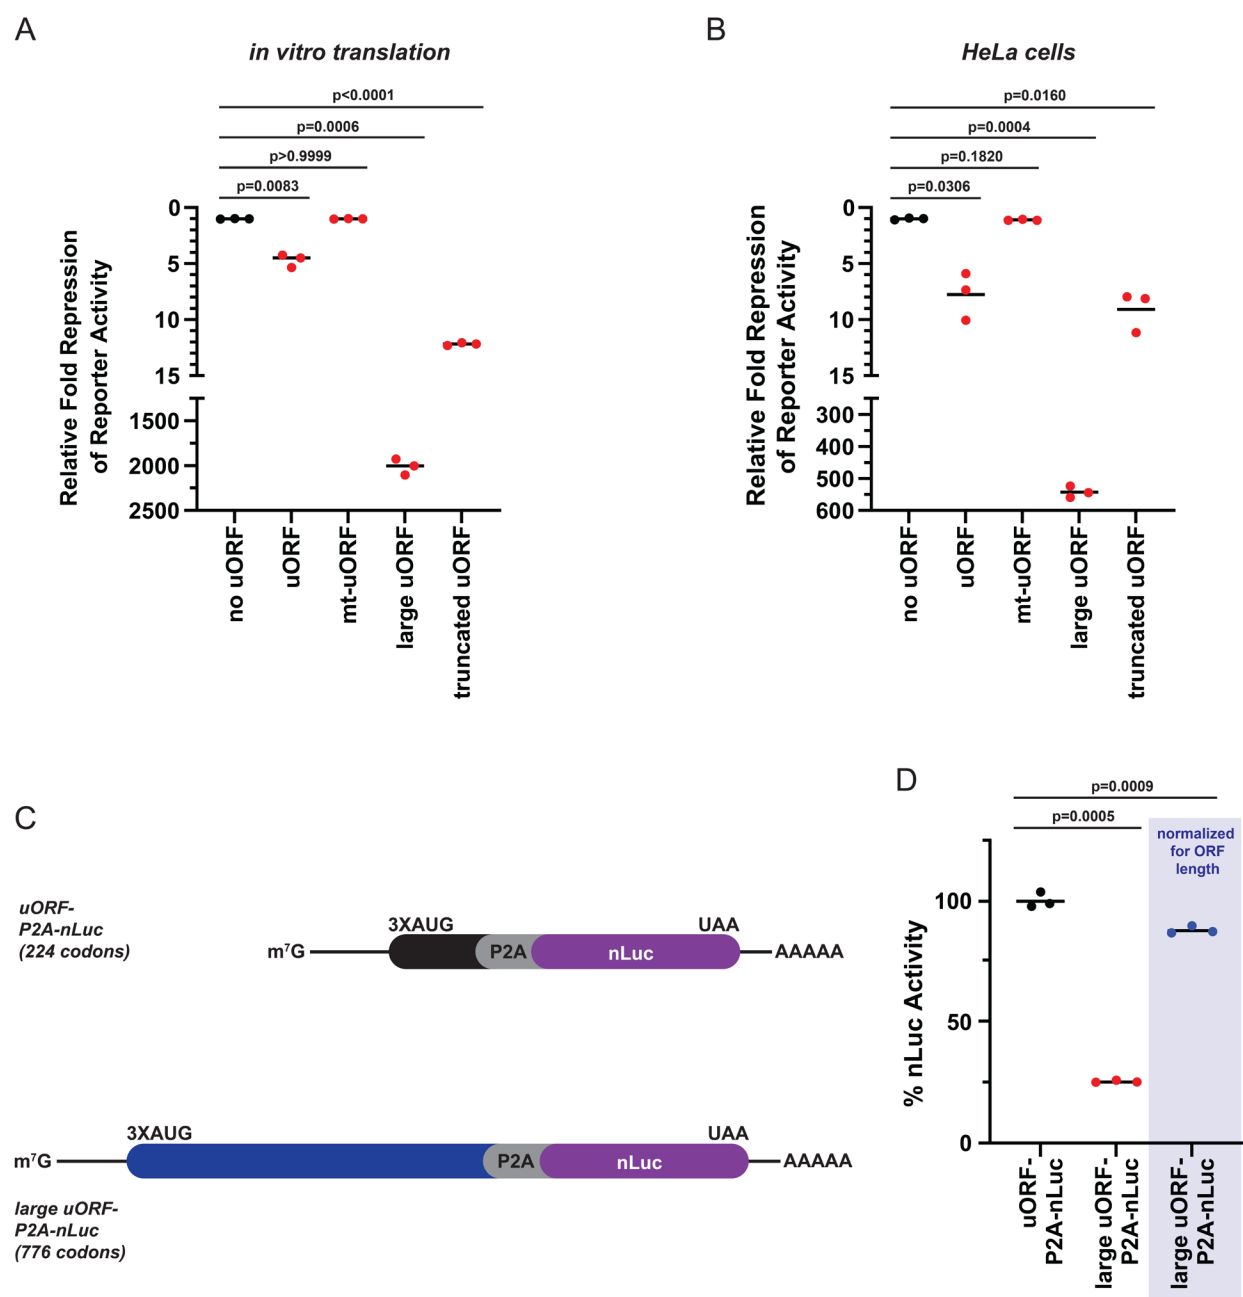 A
in vitro translation
p<0.0001
p=0.0006
p>0.9999
p=0.0083
Relative Fold Repression
of Reporter Activity
0
5
10
15
1500
2000
2500
no uORF
uORF
mt-uORF
large uORF
truncated uORF
B
HeLa cells
p=0.0160
p=0.0004
p=0.1820
p=0.0306
Relative Fold Repression
of Reporter Activity
0
5
10
15
300
400
500
600
no uORF
uORF
mt-uORF
large uORF
truncated uORF
C
uORF-
P2A-nLuc
(224 codons)
3XAUG
UAA
m⁷G
P2A
nLuc
AAAAA
3XAUG
UAA
m⁷G
P2A
nLuc
AAAAA
large uORF-
P2A-nLuc
(776 codons)
D
p=0.0009
p=0.0005
normalized
for ORF
length
% nLuc Activity
100
50
0
uORF-
P2A-nLuc
large uORF-
P2A-nLuc
large uORF-
P2A-nLuc